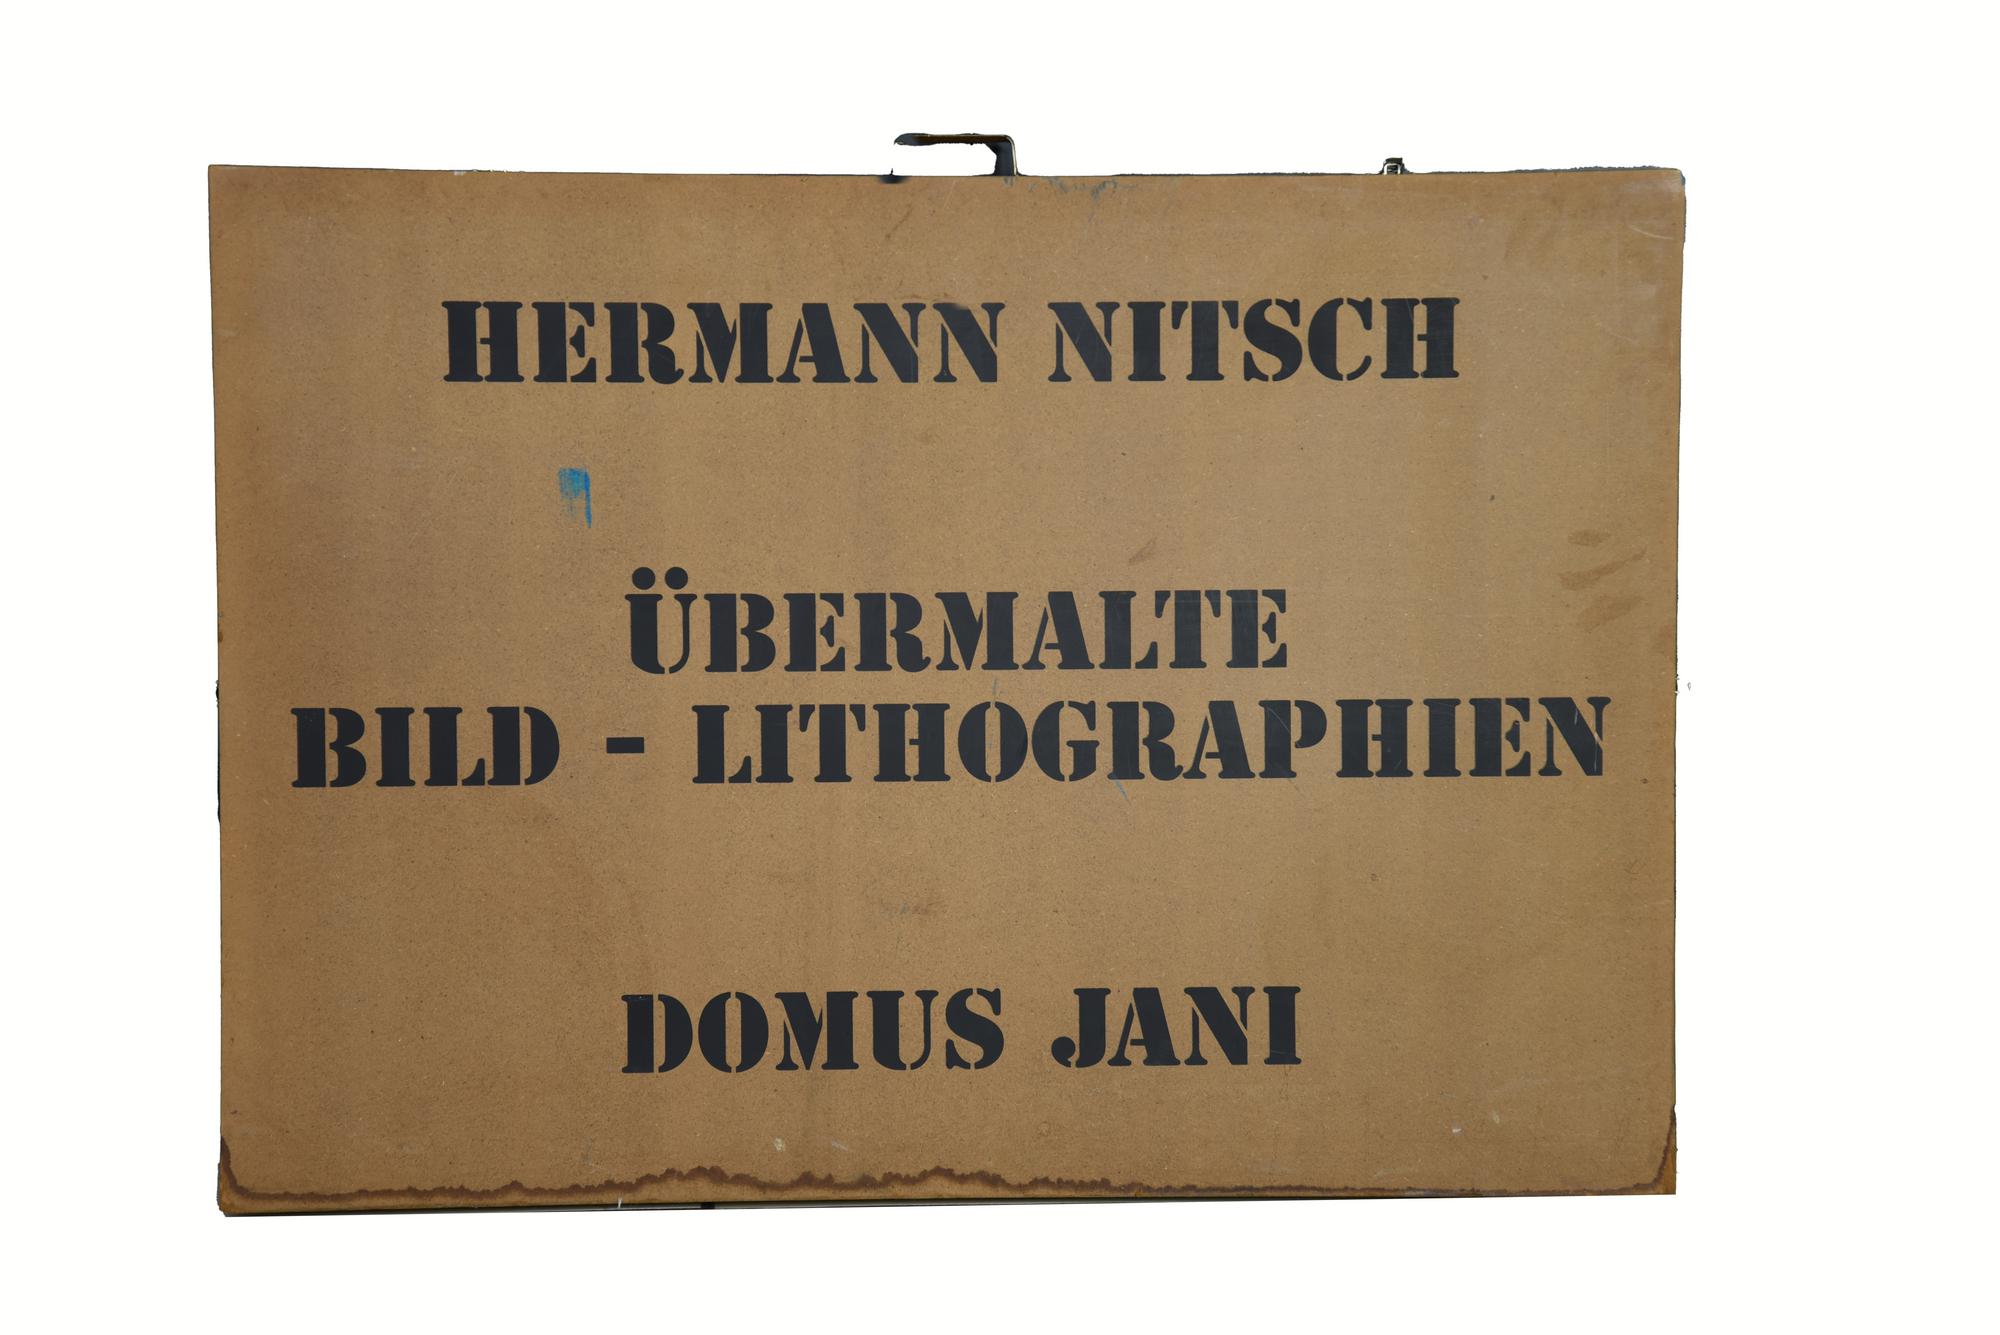 HERMANN NITSCH
ÜBERMALTE
BILD - LITHOGRAPHIEN
DOMUS JANI